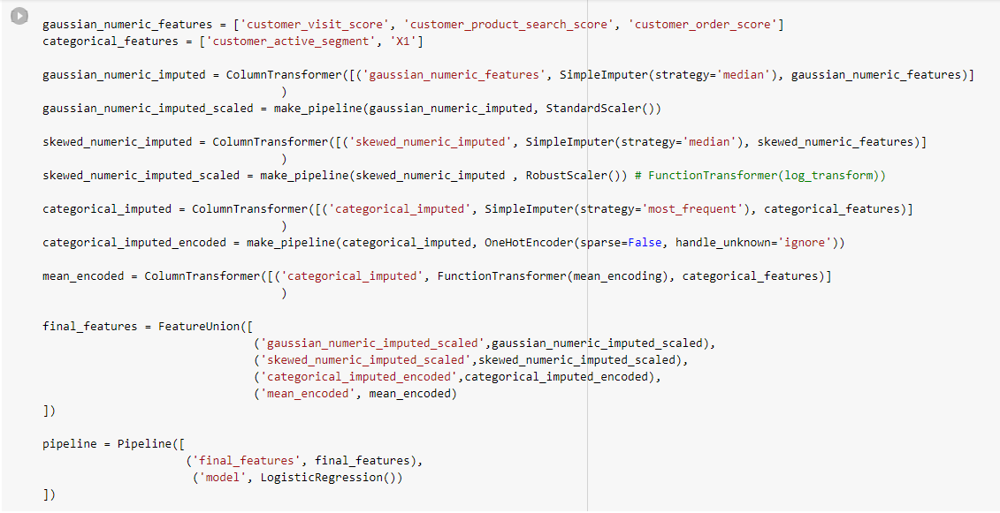 gaussian_numeric_features = ['customer_visit_score', 'customer_product_search_score', 'customer_order_score']
categorical_features = ['customer_active_segment', 'X1']
gaussian_numeric_imputed = ColumnTransformer([('gaussian_numeric_features', SimpleImputer(strategy='median'), gaussian_numeric_features)]
)
gaussian_numeric_imputed_scaled = make_pipeline(gaussian_numeric_imputed, StandardScaler())
skewed_numeric_imputed = ColumnTransformer([('skewed_numeric_imputed', SimpleImputer(strategy='median'), skewed_numeric_features)]
)
skewed_numeric_imputed_scaled = make_pipeline(skewed_numeric_imputed , RobustScaler()) # FunctionTransformer(log_transform))
categorical_imputed = ColumnTransformer([('categorical_imputed', SimpleImputer(strategy='most_frequent'), categorical_features)]
)
categorical_imputed_encoded = make_pipeline(categorical_imputed, OneHotEncoder(sparse=False, handle_unknown='ignore'))
mean_encoded = ColumnTransformer([('categorical_imputed', FunctionTransformer(mean_encoding), categorical_features)]
)
final_features = FeatureUnion([
('gaussian_numeric_imputed_scaled',gaussian_numeric_imputed_scaled),
('skewed_numeric_imputed_scaled',skewed_numeric_imputed_scaled),
('categorical_imputed_encoded',categorical_imputed_encoded),
('mean_encoded', mean_encoded)
])
pipeline = Pipeline([
('final_features', final_features),
('model', LogisticRegression())
])